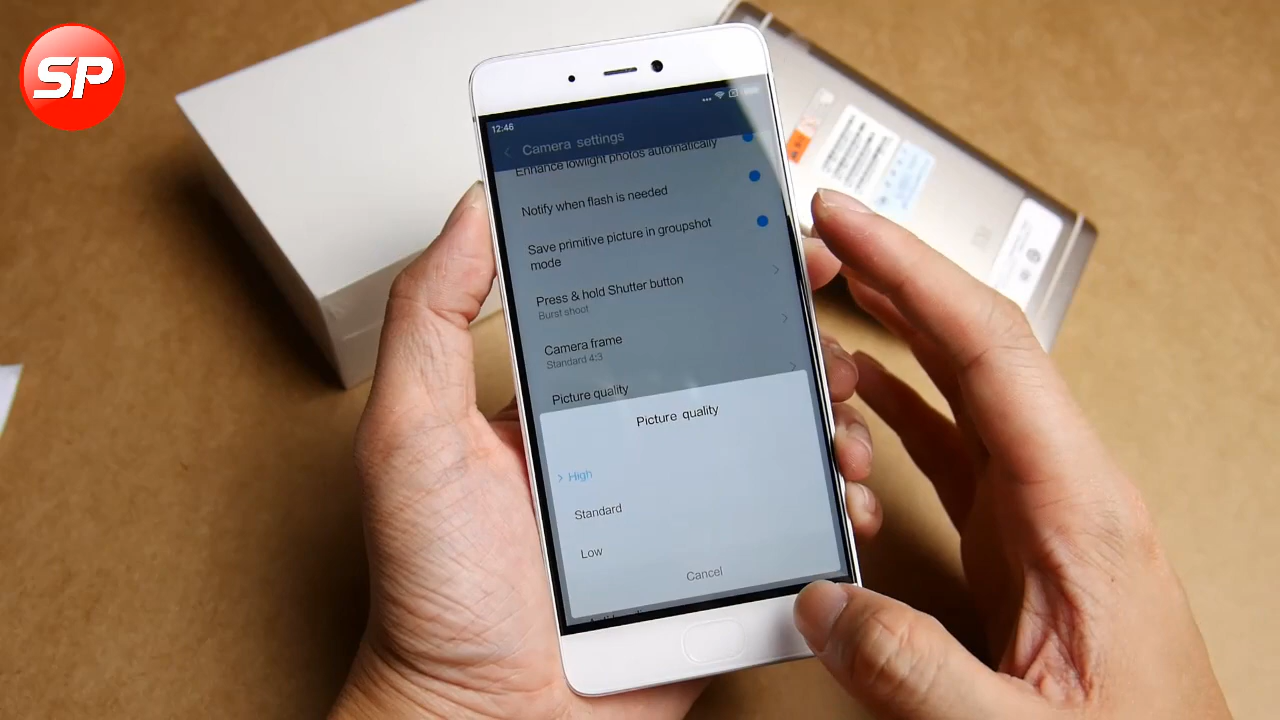 SP
12:46
Camera settings
Enhance lowlight photos automatically
Notify when flash is needed
Save primitive picture in groupshot
mode
Press & hold Shutter button
Burst shoot
Camera frame
Standard 4:3
Picture quality
Picture quality
High
Standard
Low
Cancel